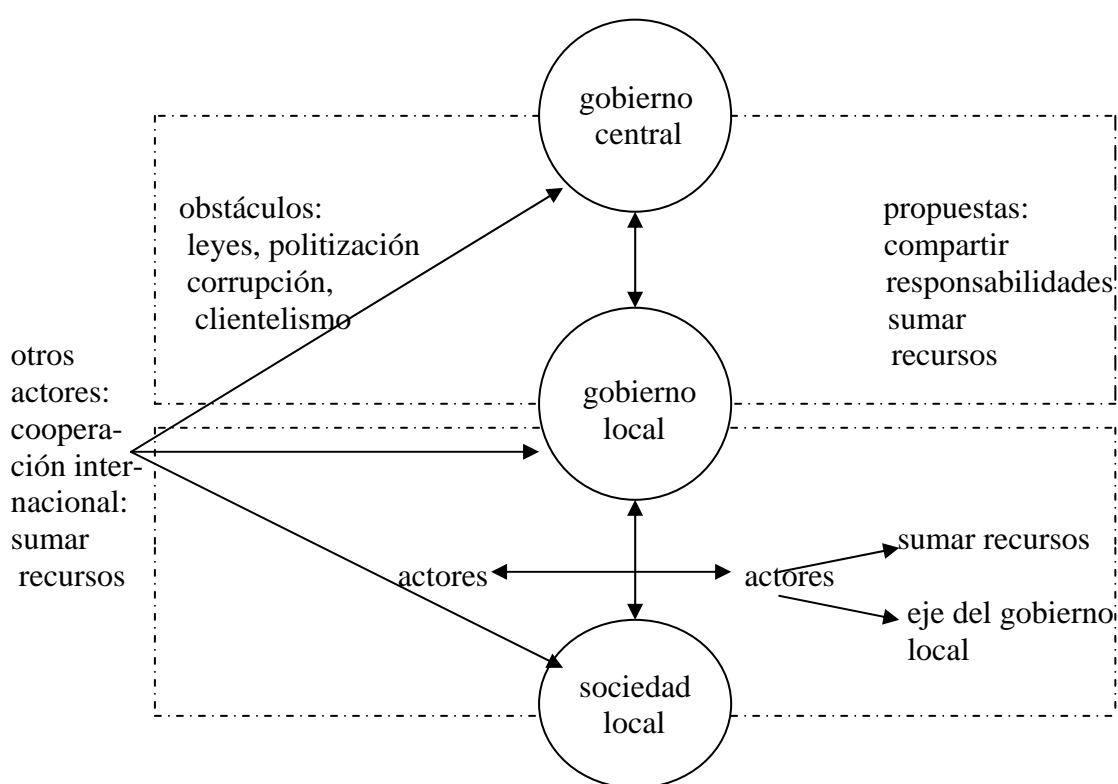 gobierno
central
obstáculos:
leyes, politización
corrupción,
clientelismo
propuestas:
compartir
responsabilidades
sumar
recursos
otros
actores:
coopera-
ción inter-
nacional:
sumar
recursos
gobierno
local
actores
actores
sumar recursos
eje del gobierno
local
sociedad
local